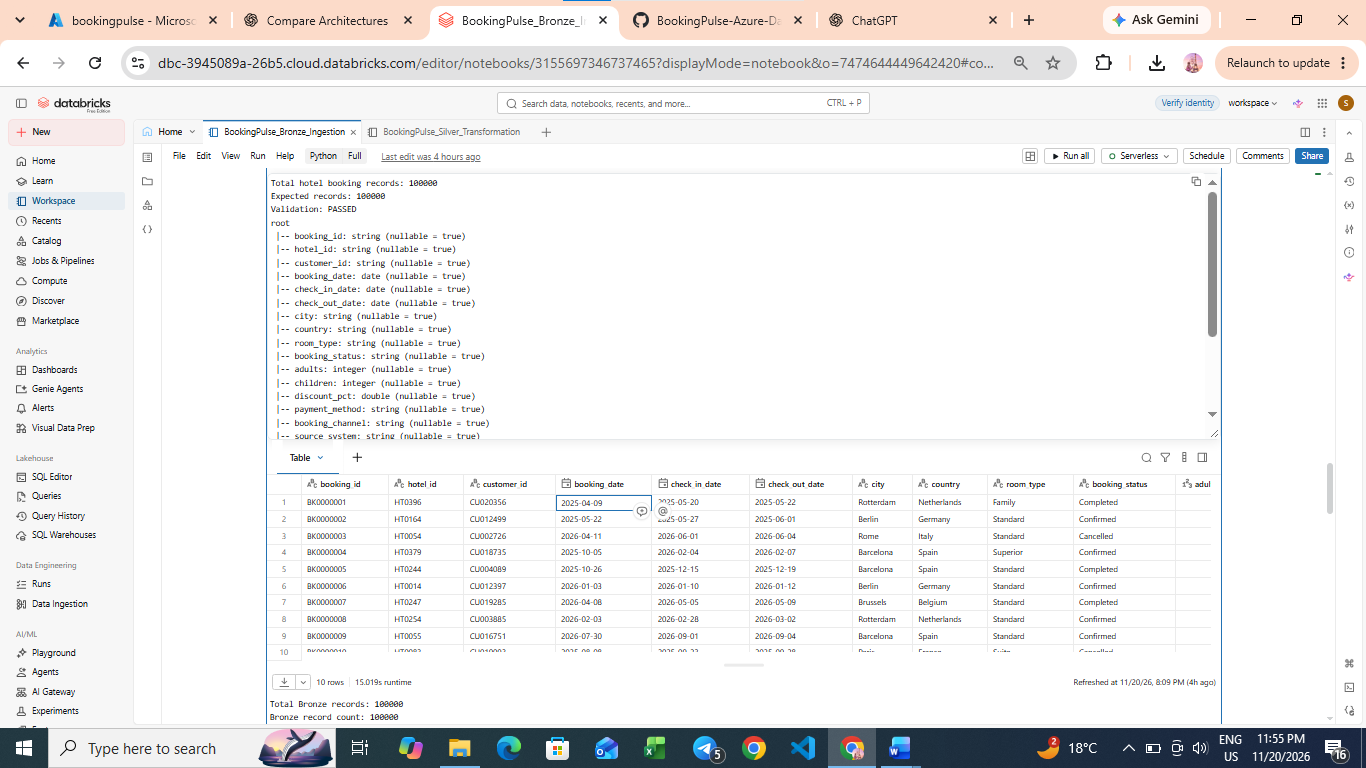 bookingpulse - Microsof
Compare Architectures
BookingPulse_Bronze_In
BookingPulse-Azure-Da
ChatGPT
Ask Gemini
dbc-3945089a-26b5.cloud.databricks.com/editor/notebooks/3155697346737465?displayMode=notebook&o=7474644449642420#co...
Relaunch to update
databricks
Free Edition
Search data, notebooks, recents, and more...
CTRL + P
Verify identity
workspace
S
New
Home
BookingPulse_Bronze_Ingestion
BookingPulse_Silver_Transformation
File Edit View Run Help Python Full Last edit was 4 hours ago
Run all
Serverless
Schedule
Comments
Share
Home
Learn
Workspace
Recents
Catalog
Jobs & Pipelines
Compute
Discover
Marketplace
Analytics
Dashboards
Genie Agents
Alerts
Visual Data Prep
Lakehouse
SQL Editor
Queries
Query History
SQL Warehouses
Data Engineering
Runs
Data Ingestion
AI/ML
Playground
Agents
AI Gateway
Experiments
Total hotel booking records: 100000
Expected records: 100000
Validation: PASSED
root
|-- booking_id: string (nullable = true)
|-- hotel_id: string (nullable = true)
|-- customer_id: string (nullable = true)
|-- booking_date: date (nullable = true)
|-- check_in_date: date (nullable = true)
|-- check_out_date: date (nullable = true)
|-- city: string (nullable = true)
|-- country: string (nullable = true)
|-- room_type: string (nullable = true)
|-- booking_status: string (nullable = true)
|-- adults: integer (nullable = true)
|-- children: integer (nullable = true)
|-- discount_pct: double (nullable = true)
|-- payment_method: string (nullable = true)
|-- booking_channel: string (nullable = true)
|-- source_system: string (nullable = true)
Table
booking_id hotel_id customer_id booking_date check_in_date check_out_date city country room_type booking_status adul
1 BK0000001 HT0396 CU020356 2025-04-09 2025-05-20 2025-05-22 Rotterdam Netherlands Family Completed
2 BK0000002 HT0164 CU012499 2025-05-22 2025-05-27 2025-06-01 Berlin Germany Standard Confirmed
3 BK0000003 HT0054 CU002726 2026-04-11 2026-06-01 2026-06-04 Rome Italy Standard Cancelled
4 BK0000004 HT0379 CU018735 2025-10-05 2026-02-04 2026-02-07 Barcelona Spain Superior Confirmed
5 BK0000005 HT0244 CU004089 2025-10-26 2025-12-15 2025-12-19 Barcelona Spain Standard Completed
6 BK0000006 HT0014 CU012397 2026-01-03 2026-01-10 2026-01-12 Berlin Germany Standard Confirmed
7 BK0000007 HT0247 CU019285 2026-04-08 2026-05-05 2026-05-09 Brussels Belgium Standard Completed
8 BK0000008 HT0254 CU003885 2026-02-03 2026-02-28 2026-03-02 Rotterdam Netherlands Standard Confirmed
9 BK0000009 HT0055 CU016751 2026-07-30 2026-09-01 2026-09-04 Barcelona Spain Standard Confirmed
10
10 rows
15.019s runtime
Refreshed at 11/20/26, 8:09 PM (4h ago)
Total Bronze records: 100000
Bronze record count: 100000
Type here to search
5
2
18°C
ENG
US
11:55 PM
11/20/2026
16